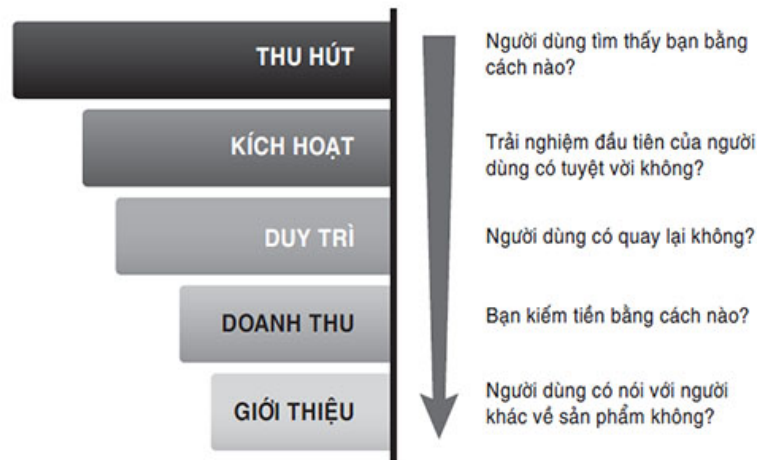 THU HÚT
Người dùng tìm thấy bạn bằng
cách nào?
KÍCH HOẠT
Trải nghiệm đầu tiên của người
dùng có tuyệt vời không?
DUY TRÌ
Người dùng có quay lại không?
DOANH THU
Bạn kiếm tiền bằng cách nào?
GIỚI THIỆU
Người dùng có nói với người
khác về sản phẩm không?